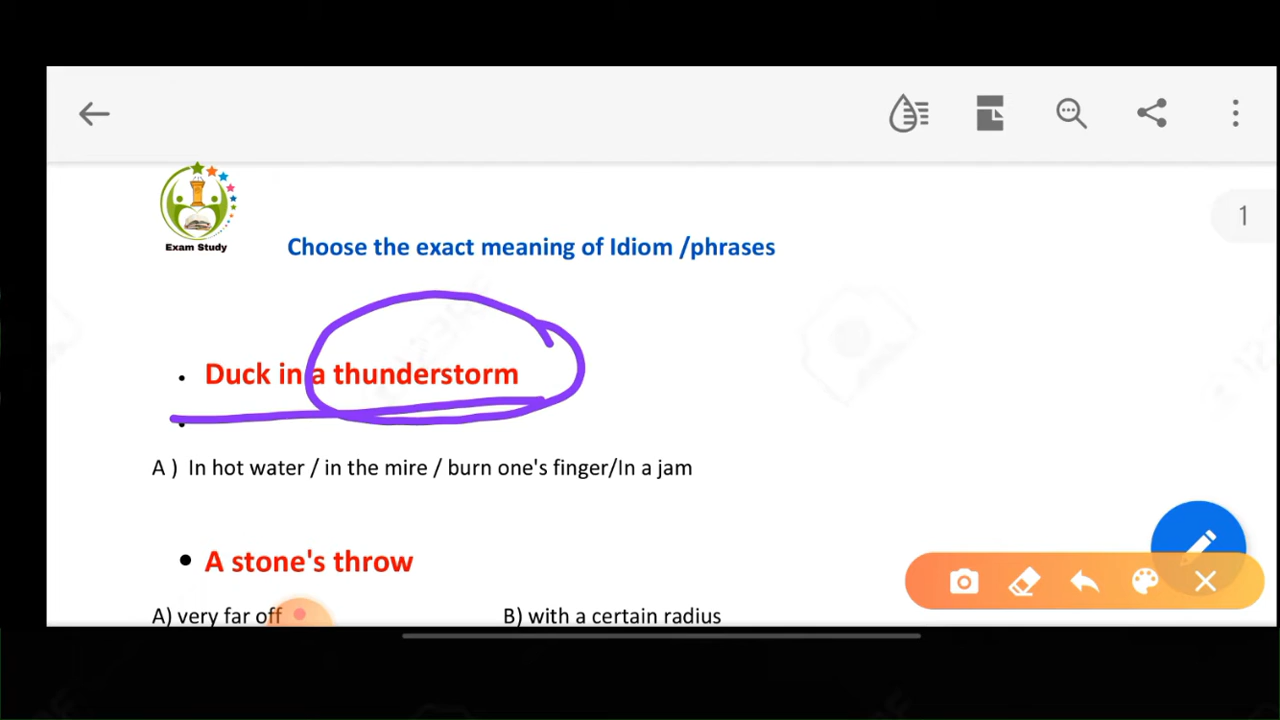 1
Exam Study
Choose the exact meaning of Idiom /phrases
• Duck in a thunderstorm
•
A ) In hot water / in the mire / burn one's finger/In a jam
• A stone's throw
A) very far off B) with a certain radius